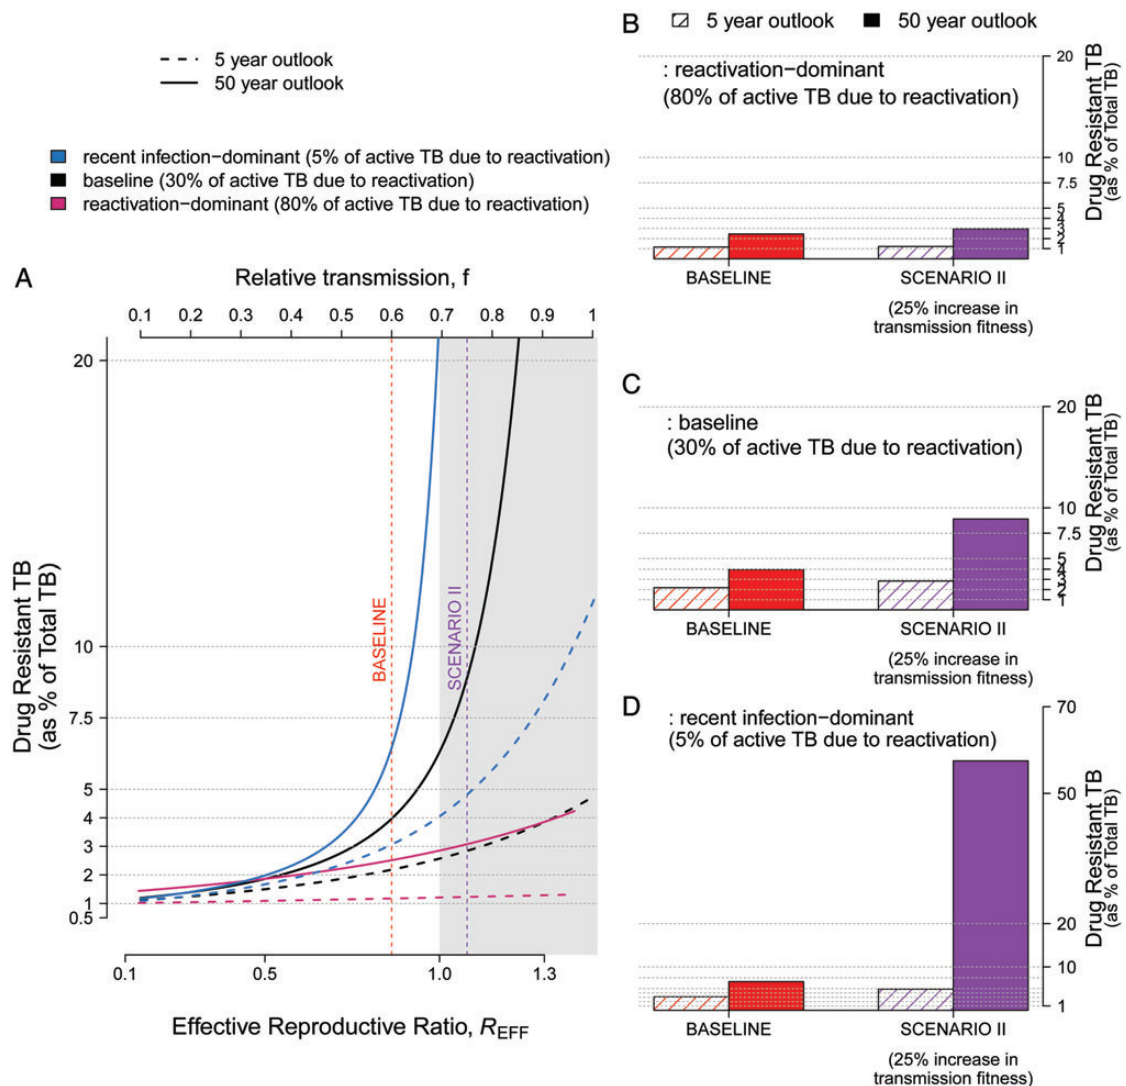 5 year outlook
50 year outlook
recent infection−dominant (5% of active TB due to reactivation)
baseline (30% of active TB due to reactivation)
reactivation−dominant (80% of active TB due to reactivation)
A
Relative transmission, f
0.1 0.2 0.3 0.4 0.5 0.6 0.7 0.8 0.9 1
Drug Resistant TB
(as % of Total TB)
20
10
7.5
5
4
3
2
1
0.5
BASELINE
SCENARIO II
0.1 0.5 1.0 1.3
Effective Reproductive Ratio, R_EFF
B
5 year outlook 50 year outlook
: reactivation−dominant
(80% of active TB due to reactivation)
20
10
7.5
5
4
3
2
1
Drug Resistant TB
(as % of Total TB)
BASELINE SCENARIO II
(25% increase in
transmission fitness)
C
: baseline
(30% of active TB due to reactivation)
20
10
7.5
5
4
3
2
1
Drug Resistant TB
(as % of Total TB)
BASELINE SCENARIO II
(25% increase in
transmission fitness)
D
: recent infection−dominant
(5% of active TB due to reactivation)
70
50
20
10
1
Drug Resistant TB
(as % of Total TB)
BASELINE SCENARIO II
(25% increase in
transmission fitness)